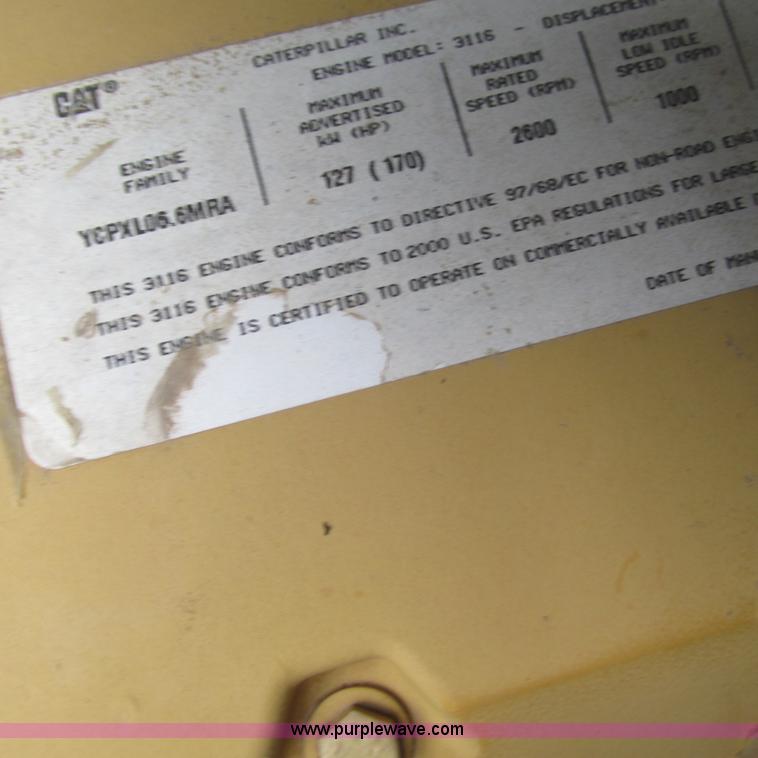 CATERPILLAR INC.
CAT®
ENGINE MODEL: 3116 - DISPLACEMENT
ENGINE FAMILY
YCPXL06.6MRA
MAXIMUM ADVERTISED kW (HP)
127 (170)
MAXIMUM RATED SPEED (RPM)
2600
MAXIMUM LOW IDLE SPEED (RPM)
1000
THIS 3116 ENGINE CONFORMS TO DIRECTIVE 97/68/EC FOR NON-ROAD
THIS 3116 ENGINE CONFORMS TO 2000 U.S. EPA REGULATIONS FOR LARGE
THIS ENGINE IS CERTIFIED TO OPERATE ON COMMERCIALLY AVAILABLE
DATE OF
www.purplewave.com